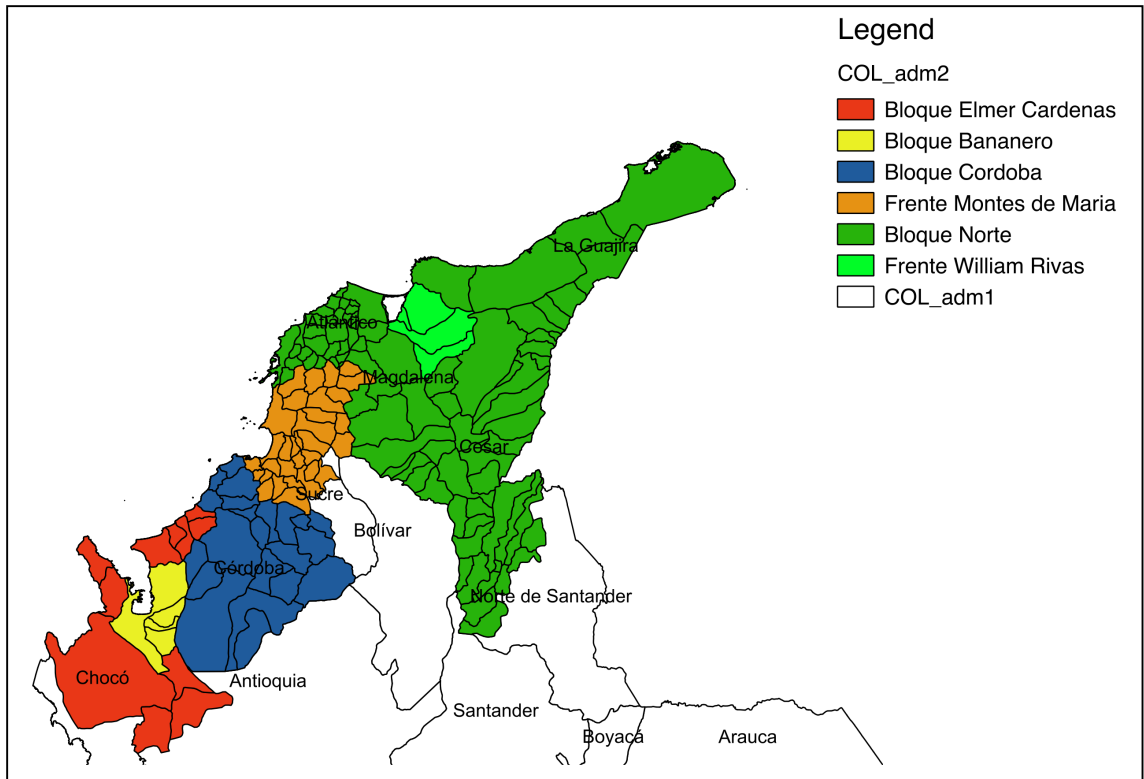 Legend
COL_adm2
Bloque Elmer Cardenas
Bloque Bananero
Bloque Cordoba
Frente Montes de Maria
Bloque Norte
Frente William Rivas
COL_adm1
La Guajira
Atlántico
Magdalena
Cesar
Sucre
Bolívar
Córdoba
Norte de Santander
Chocó
Antioquia
Santander
Boyacá
Arauca